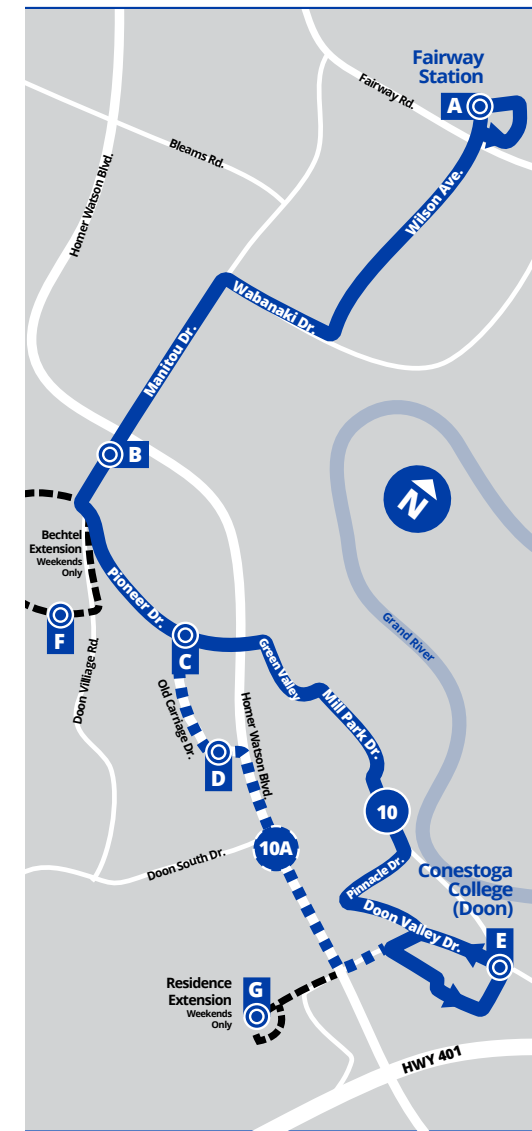 Fairway
Station
A
Fairway Rd.
Bleams Rd.
Homer Watson Blvd.
Wilson Ave.
Wabanaki Dr.
Manitou Dr.
B
N
Bechtel
Extension
Weekends
Only
F
Pioneer Dr.
C
Green Valley
Grand River
Doon Villiage Rd.
Old Carriage Dr.
Homer Watson Blvd.
Mill Park Dr.
D
10
10A
Doon South Dr.
Pinnacle Dr.
Conestoga
College
(Doon)
Doon Valley Dr.
E
Residence
Extension
Weekends
Only
G
HWY 401